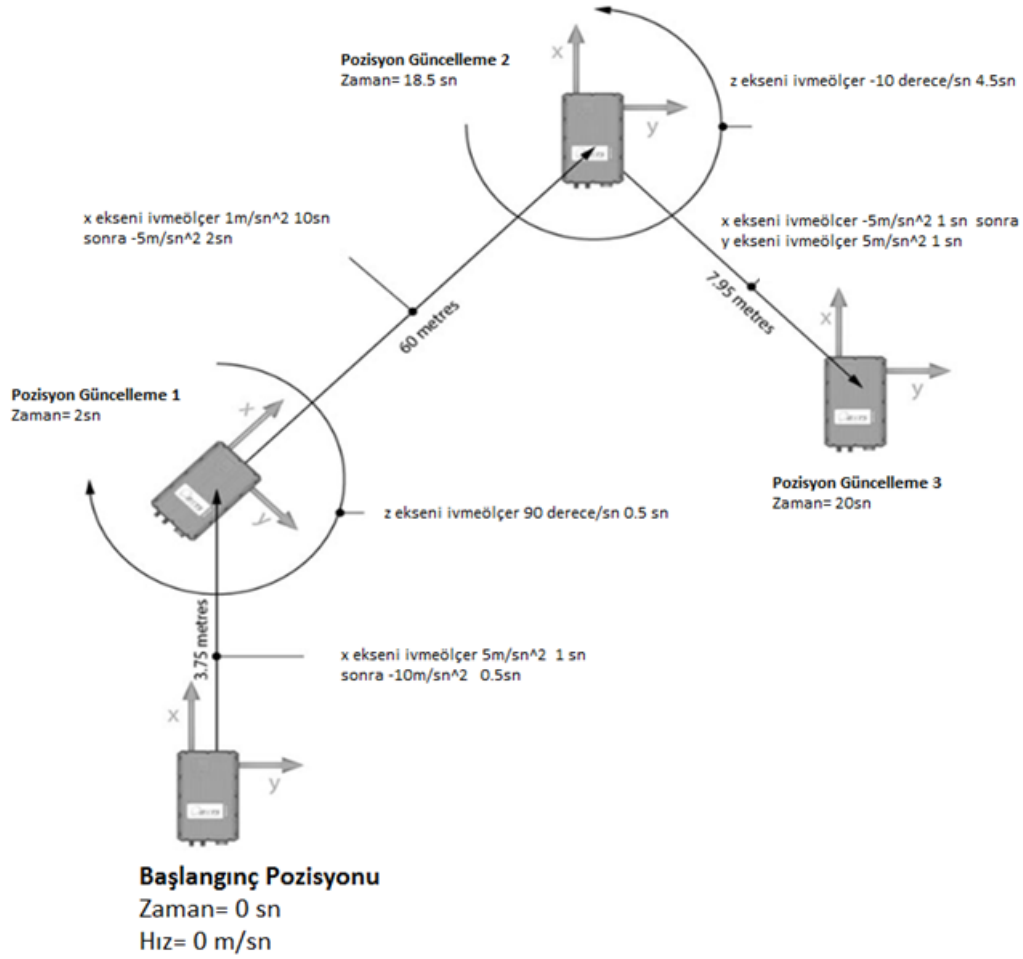 Pozisyon Güncelleme 2
Zaman= 18.5 sn
x
y
z ekseni ivmeölçer -10 derece/sn 4.5sn
x ekseni ivmeölçer 1m/sn^2 10sn
sonra -5m/sn^2 2sn
60 metres
x ekseni ivmeölcer -5m/sn^2 1 sn sonra
y ekseni ivmeölçer 5m/sn^2 1 sn
7.95 metres
x
y
Pozisyon Güncelleme 3
Zaman= 20sn
Pozisyon Güncelleme 1
Zaman= 2sn
x
y
z ekseni ivmeölçer 90 derece/sn 0.5 sn
3.75 metres
x ekseni ivmeölçer 5m/sn^2 1 sn
sonra -10m/sn^2 0.5sn
x
y
Başlangınç Pozisyonu
Zaman= 0 sn
Hız= 0 m/sn